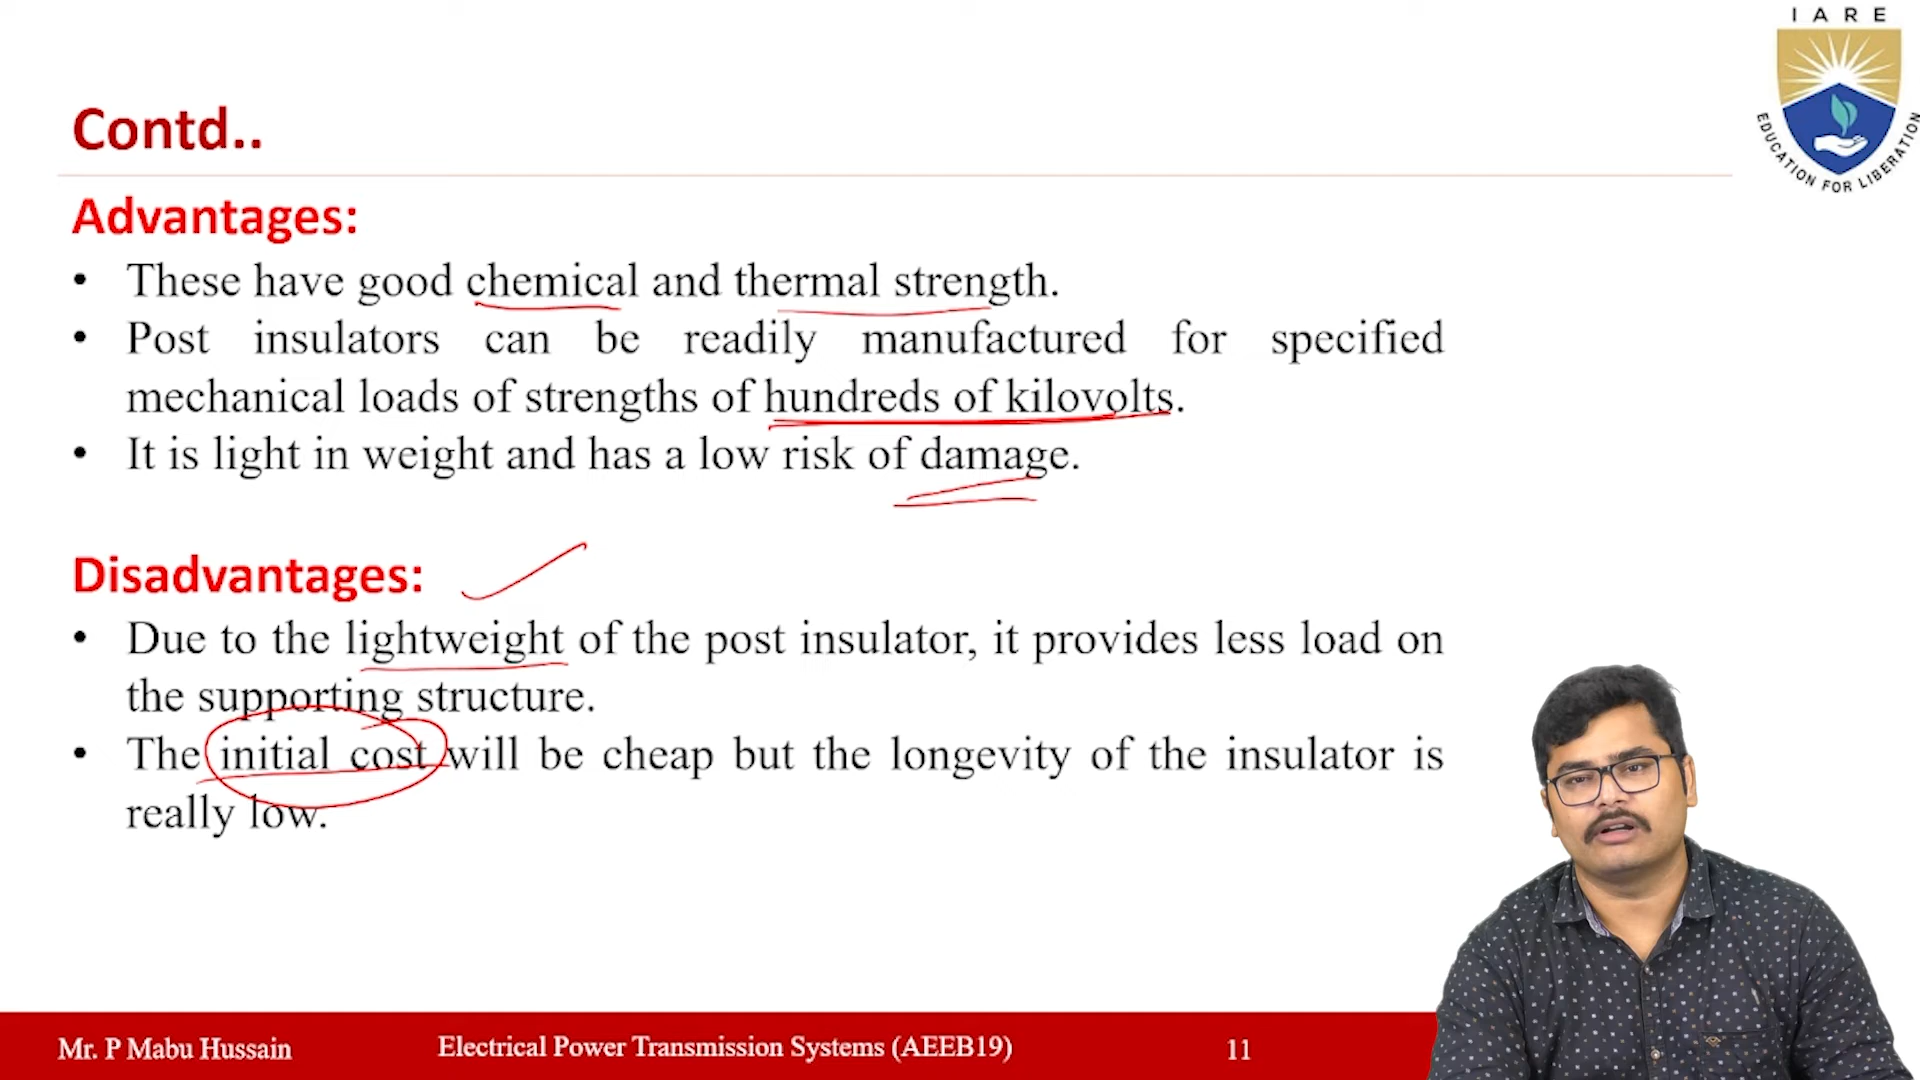 I A R E
EDUCATION FOR LIBERATION
Contd..
Advantages:
• These have good chemical and thermal strength.
• Post insulators can be readily manufactured for specified
mechanical loads of strengths of hundreds of kilovolts.
• It is light in weight and has a low risk of damage.
Disadvantages:
• Due to the lightweight of the post insulator, it provides less load on
the supporting structure.
• The initial cost will be cheap but the longevity of the insulator is
really low.
Mr. P Mabu Hussain
Electrical Power Transmission Systems (AEEB19)
11